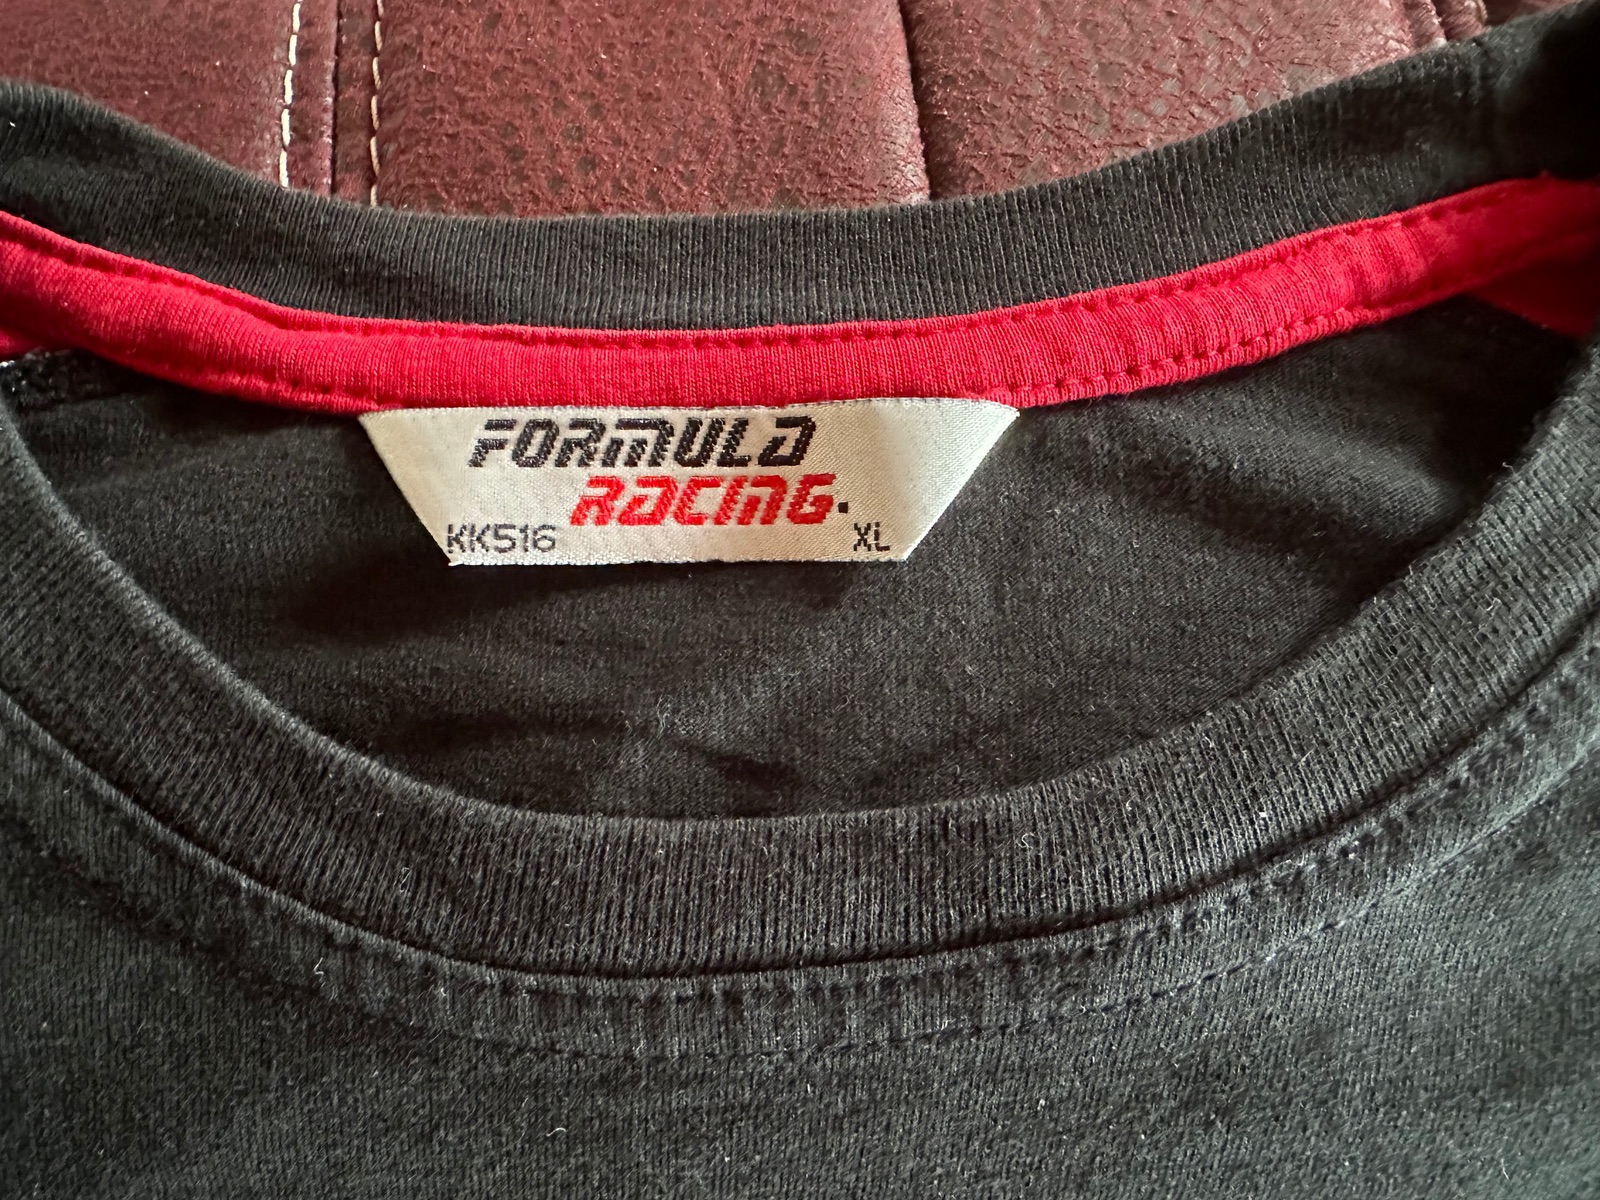 FORMULA
RACING.
KK516 XL